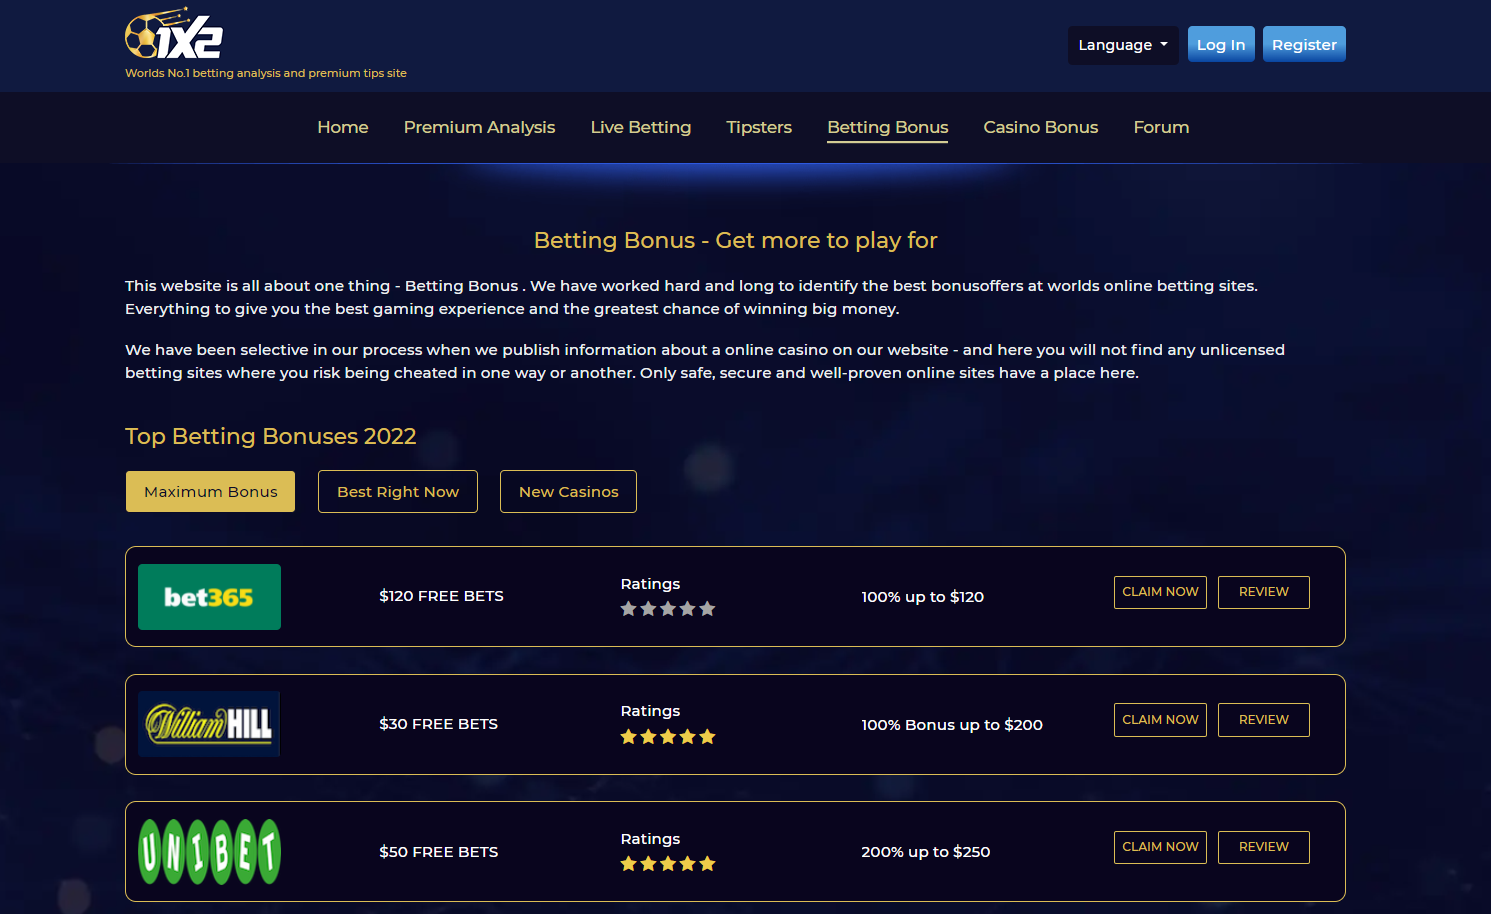 1X2
Worlds No.1 betting analysis and premium tips site
Language
Log In
Register
Home
Premium Analysis
Live Betting
Tipsters
Betting Bonus
Casino Bonus
Forum
Betting Bonus - Get more to play for
This website is all about one thing - Betting Bonus . We have worked hard and long to identify the best bonusoffers at worlds online betting sites.
Everything to give you the best gaming experience and the greatest chance of winning big money.
We have been selective in our process when we publish information about a online casino on our website - and here you will not find any unlicensed
betting sites where you risk being cheated in one way or another. Only safe, secure and well-proven online sites have a place here.
Top Betting Bonuses 2022
Maximum Bonus
Best Right Now
New Casinos
bet365
$120 FREE BETS
Ratings
100% up to $120
CLAIM NOW
REVIEW
William HILL
$30 FREE BETS
Ratings
100% Bonus up to $200
CLAIM NOW
REVIEW
UNIBET
$50 FREE BETS
Ratings
200% up to $250
CLAIM NOW
REVIEW